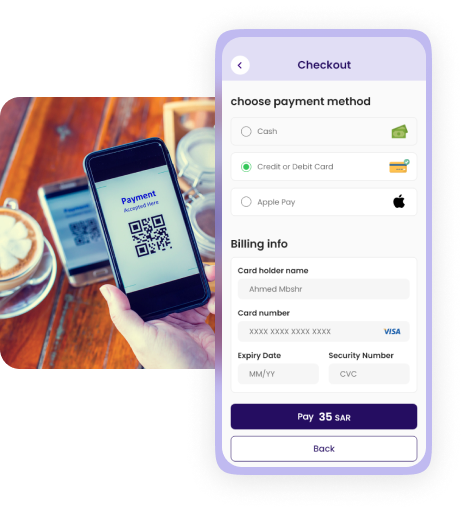 Checkout
choose payment method
Cash
Credit or Debit Card
Apple Pay
Billing info
Card holder name
Ahmed Mbshr
Card number
XXXX XXXX XXXX XXXX VISA
Expiry Date Security Number
MM/YY CVC
Pay 35 SAR
Back
Payment
Accepted Here